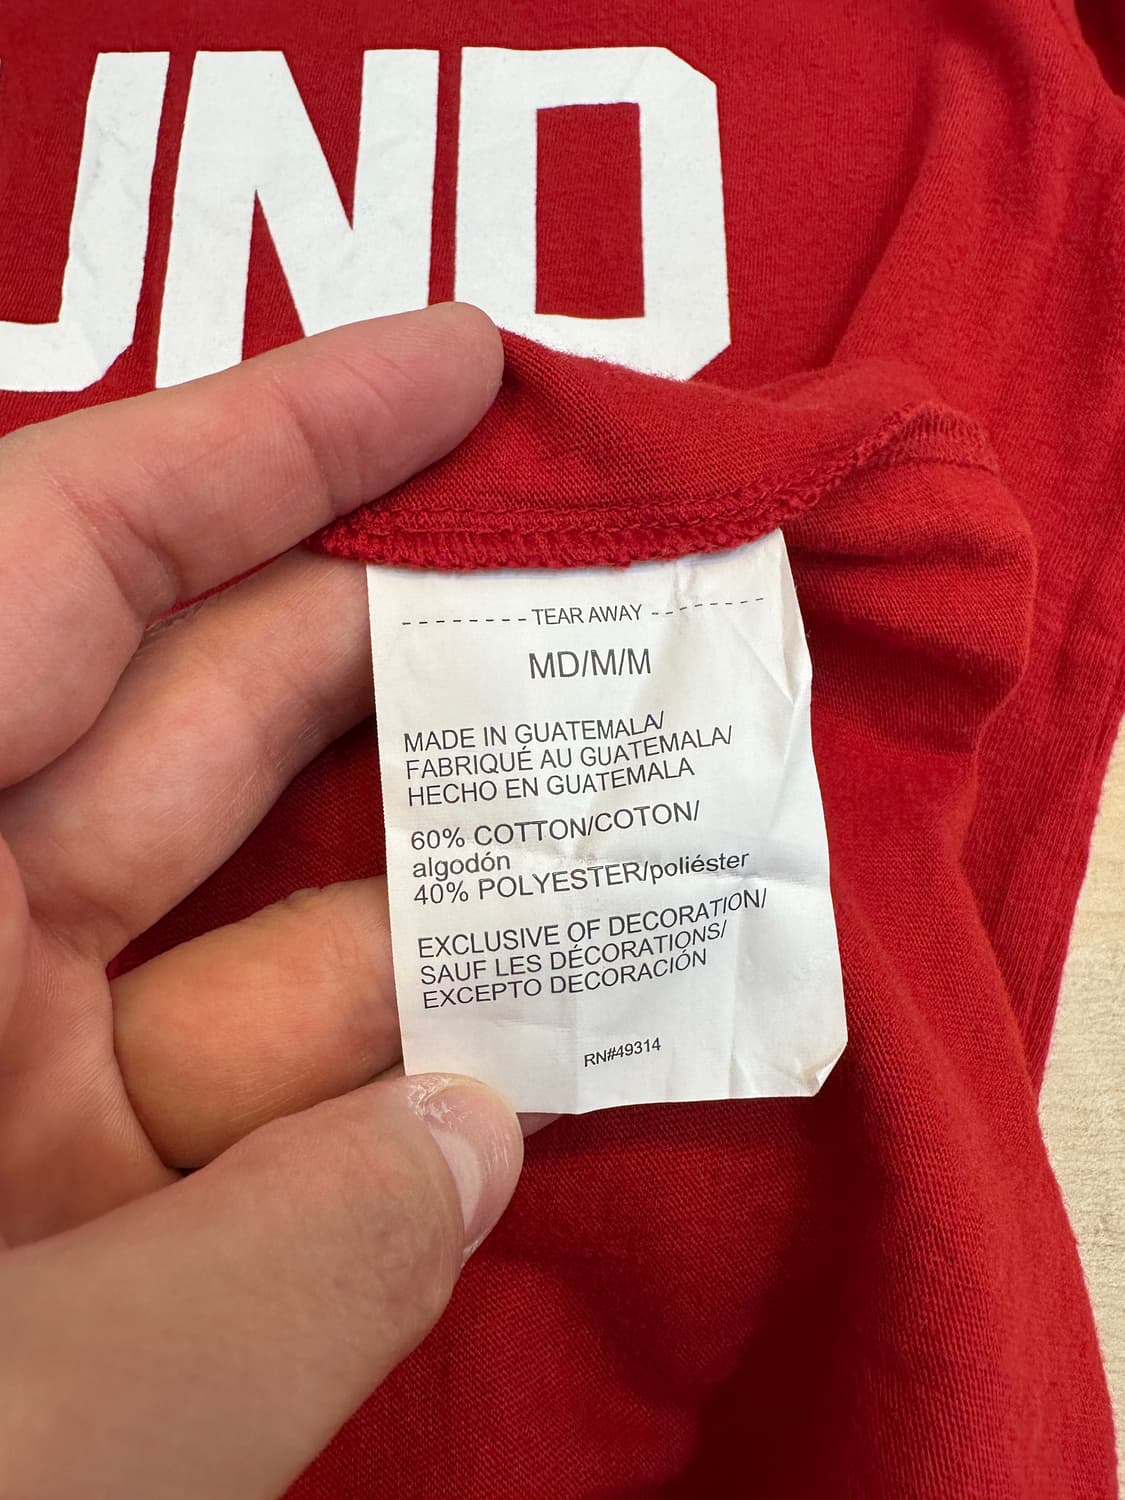 UND
- - - - - - - - TEAR AWAY - - - - - - - -
MD/M/M
MADE IN GUATEMALA/
FABRIQUÉ AU GUATEMALA/
HECHO EN GUATEMALA
60% COTTON/COTON/
algodón
40% POLYESTER/poliéster
EXCLUSIVE OF DECORATION/
SAUF LES DÉCORATIONS/
EXCEPTO DECORACIÓN
RN#49314